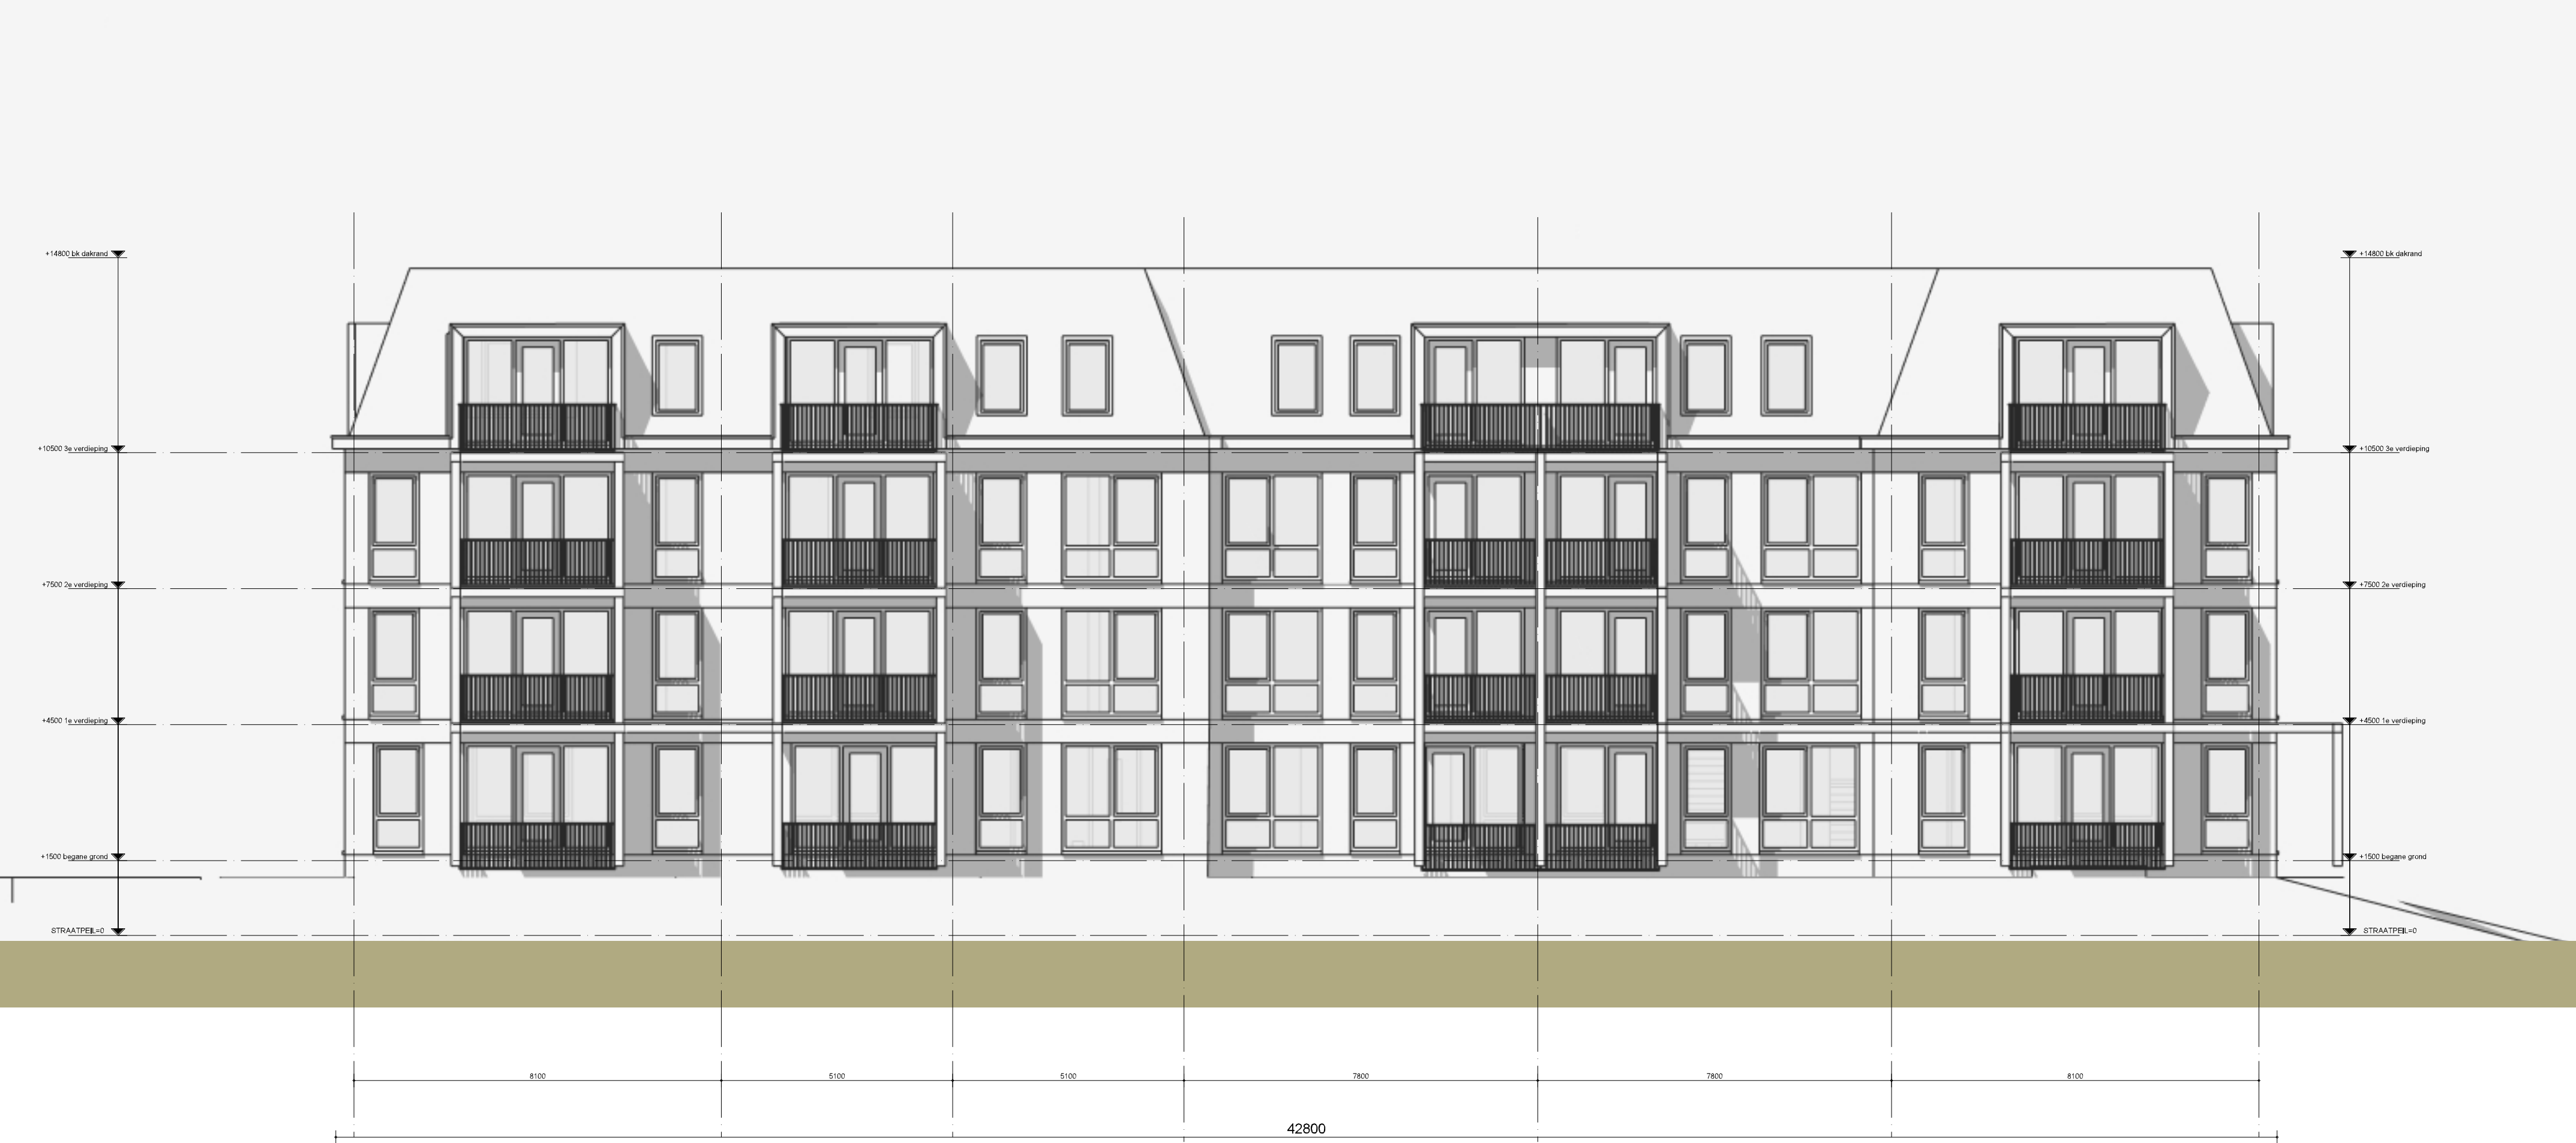 +14800 bk dakrand
+14800 bk dakrand
+10500 3e verdieping
+10500 3e verdieping
+7500 2e verdieping
+7500 2e verdieping
+4500 1e verdieping
+4500 1e verdieping
+1500 begane grond
+1500 begane grond
STRAATPEIL=0
STRAATPEIL=0
8100 5100 5100 7800 7800 8100
42800